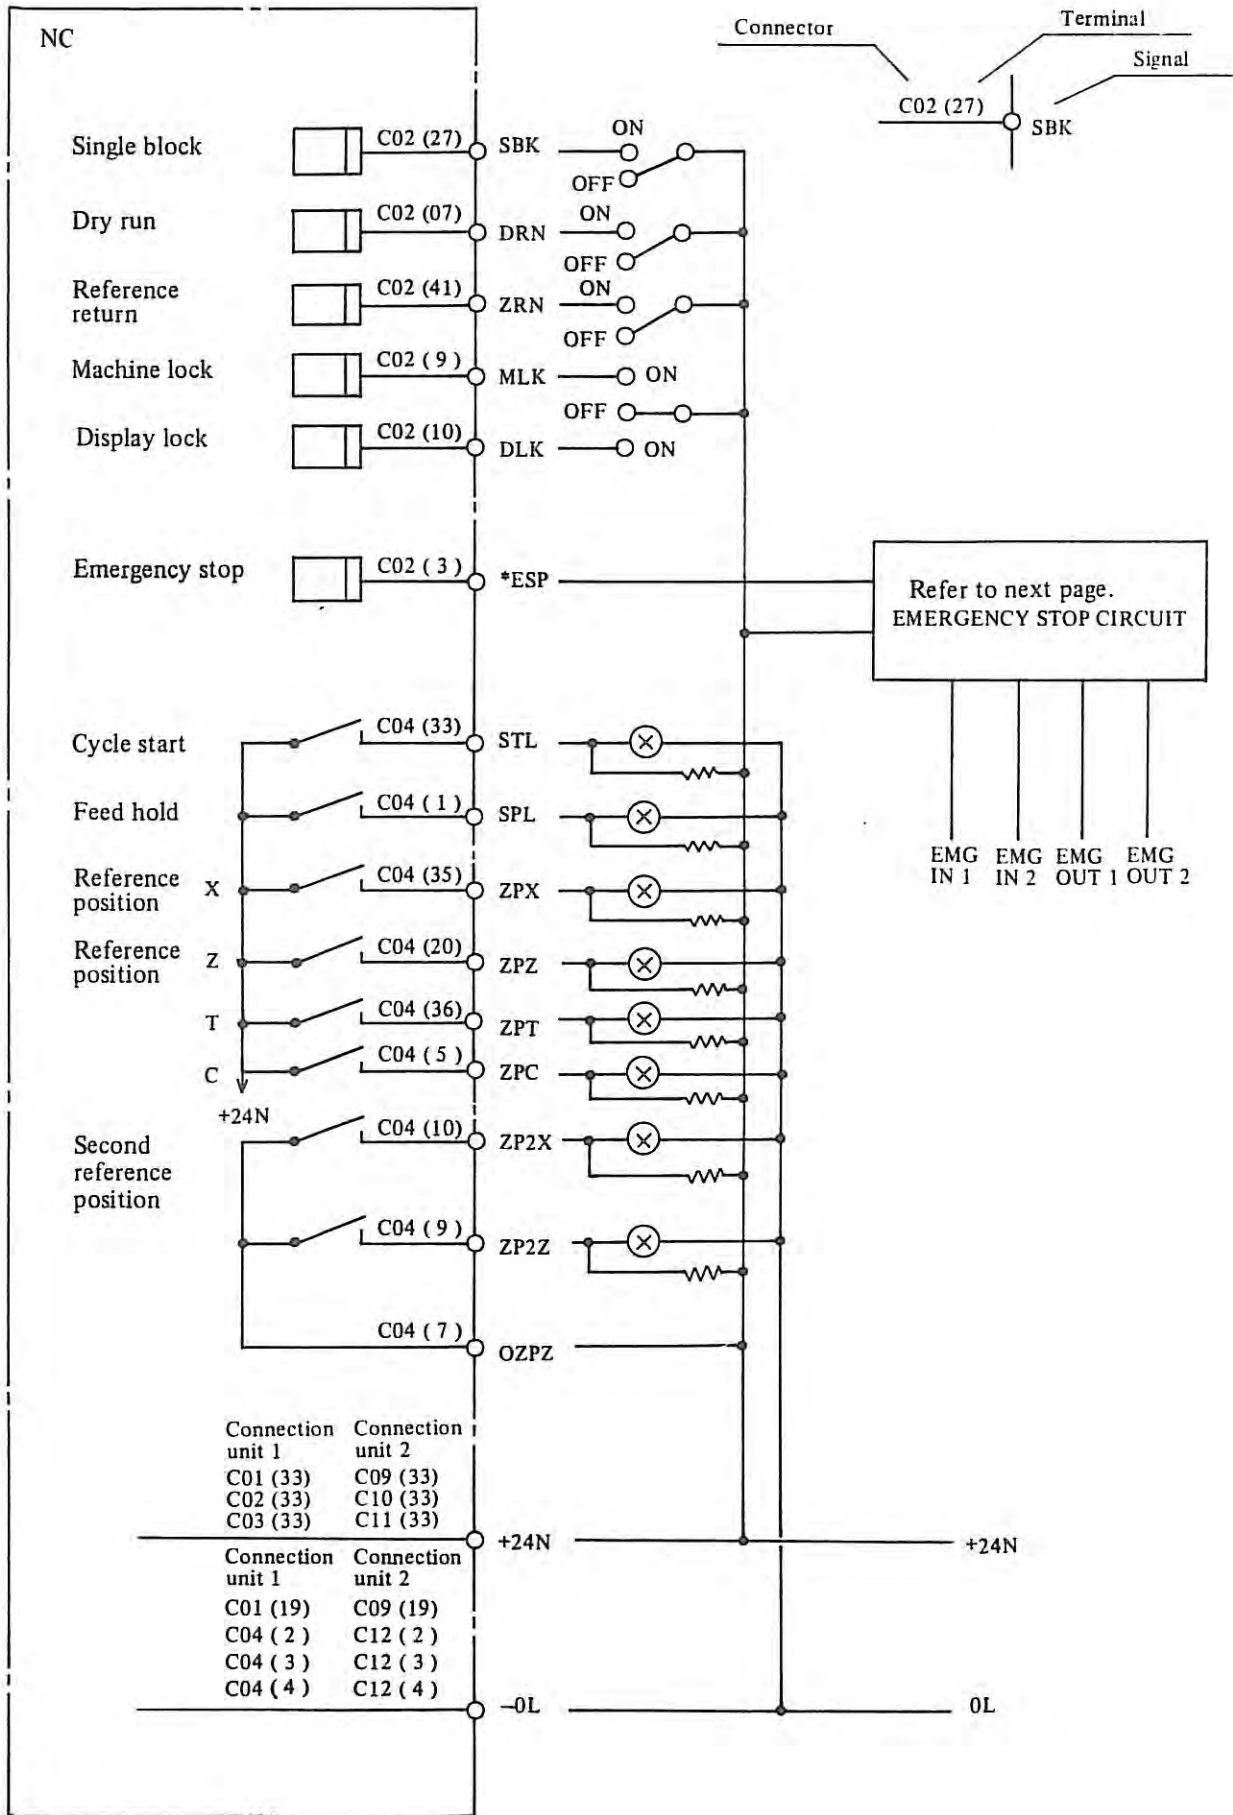 NC
Connector
Terminal
Signal
C02 (27)
SBK
Single block
C02 (27)
SBK
ON
OFF
Dry run
C02 (07)
DRN
ON
OFF
Reference
return
C02 (41)
ZRN
ON
OFF
Machine lock
C02 ( 9 )
MLK
ON
OFF
Display lock
C02 (10)
DLK
ON
Emergency stop
C02 ( 3 )
*ESP
Refer to next page.
EMERGENCY STOP CIRCUIT
EMG
IN 1
EMG
IN 2
EMG
OUT 1
EMG
OUT 2
Cycle start
C04 (33)
STL
Feed hold
C04 ( 1 )
SPL
Reference
position
X
C04 (35)
ZPX
Reference
position
Z
C04 (20)
ZPZ
T
C04 (36)
ZPT
C
C04 ( 5 )
ZPC
+24N
Second
reference
position
C04 (10)
ZP2X
C04 ( 9 )
ZP2Z
C04 ( 7 )
OZPZ
Connection
unit 1
Connection
unit 2
C01 (33) C09 (33)
C02 (33) C10 (33)
C03 (33) C11 (33)
+24N
+24N
Connection
unit 1
Connection
unit 2
C01 (19) C09 (19)
C04 ( 2 ) C12 ( 2 )
C04 ( 3 ) C12 ( 3 )
C04 ( 4 ) C12 ( 4 )
–0L
0L